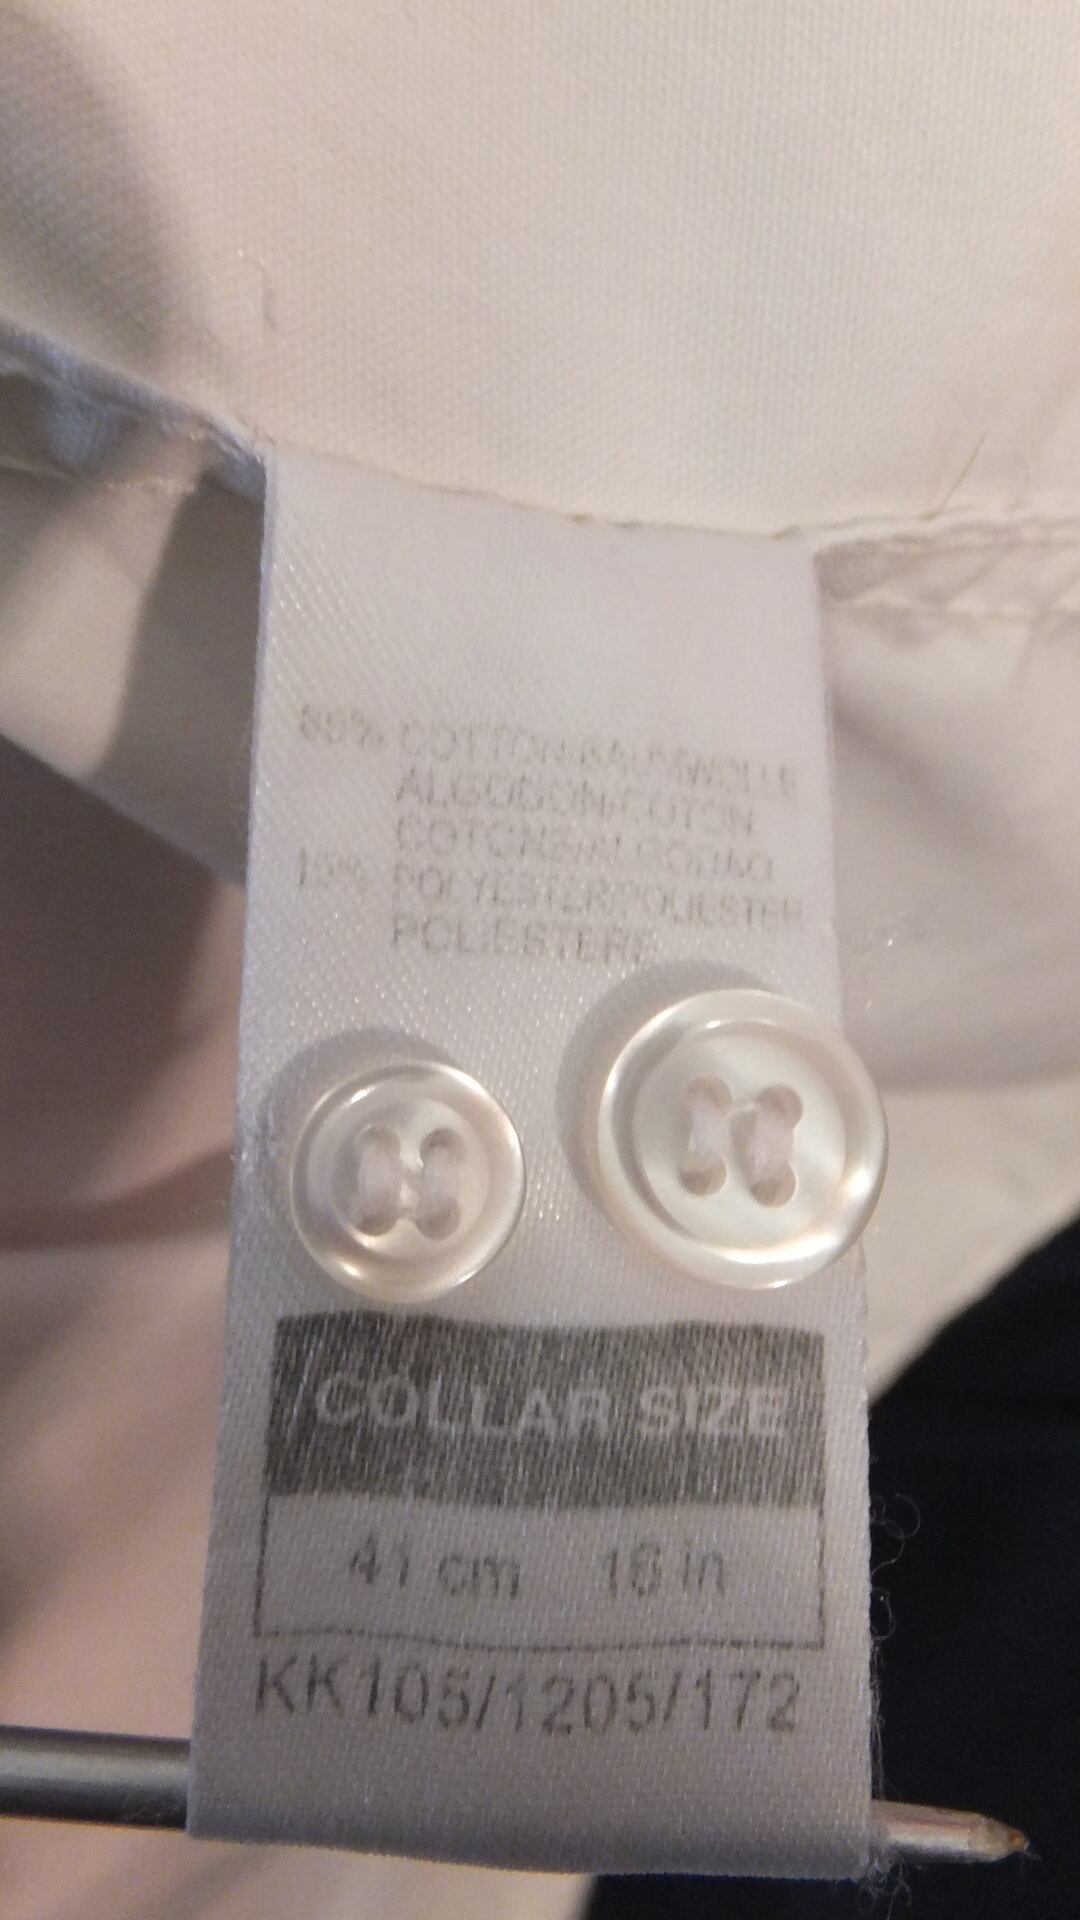 85% COTTON/BAUMWOLLE
ALGODON/COTON
COTONE/ALGODAO
15% POLYESTER/POLIESTER
POLIESTERE
COLLAR SIZE
41 cm 16 in
KK105/1205/172